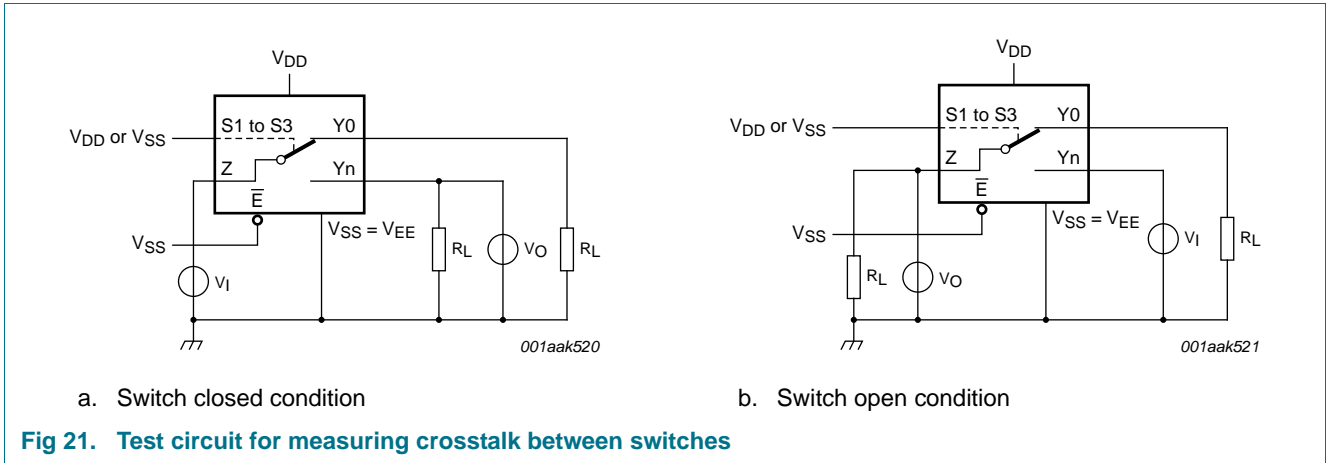 VDD
S1 to S3
Y0
VDD or VSS
Z
Yn
E
VSS
VSS = VEE
RL
VO
RL
VI
001aak520
a. Switch closed condition
VDD
S1 to S3
Y0
VDD or VSS
Z
Yn
E
VSS
VSS = VEE
VI
RL
RL
VO
001aak521
b. Switch open condition
Fig 21. Test circuit for measuring crosstalk between switches